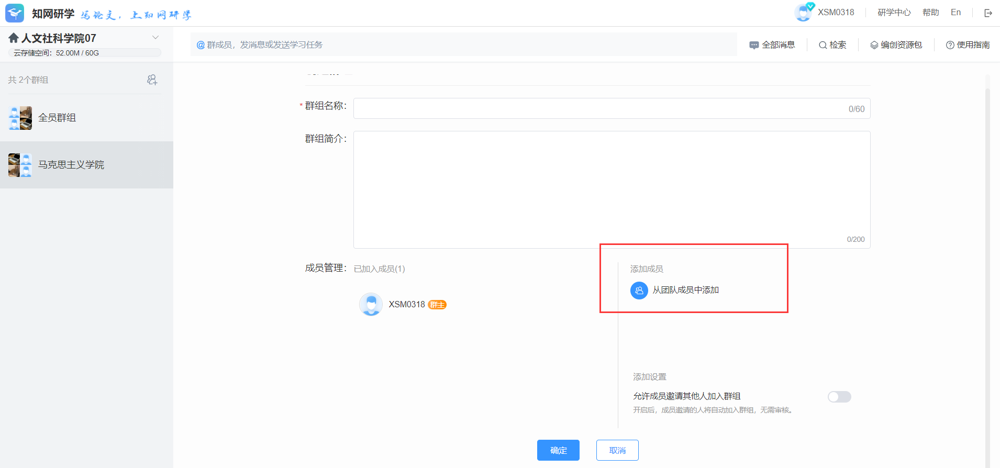 知网研学 写论文，上知网研学
XSM0318 研学中心 帮助 En
人文社科学院07
云存储空间：52.00M / 60G
@ 群成员，发消息或发送学习任务
全部消息 检索 编创资源包 使用指南
共 2个群组
全员群组
马克思主义学院
* 群组名称：
0/60
群组简介：
0/200
成员管理： 已加入成员(1)
XSM0318 群主
添加成员
从团队成员中添加
添加设置
允许成员邀请其他人加入群组
开启后，成员邀请的人将自动加入群组，无需审核。
确定 取消